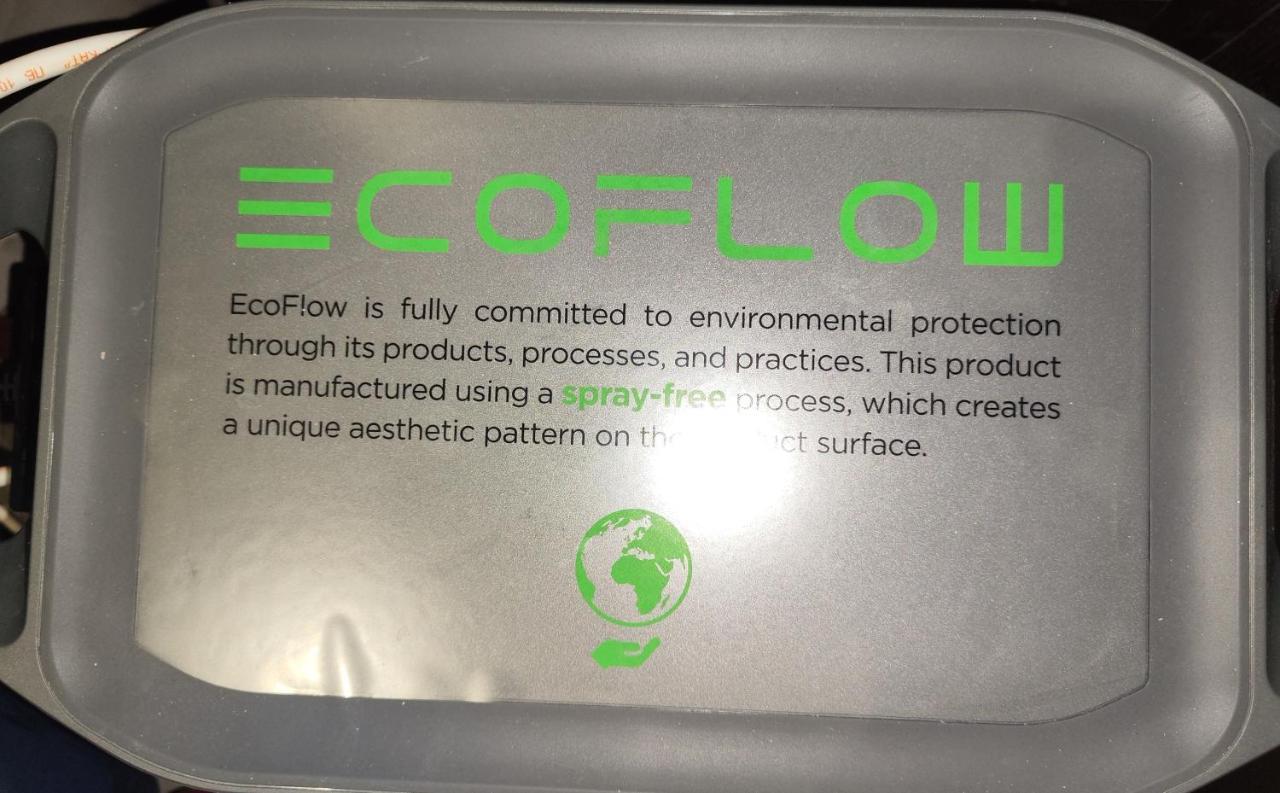 ECOFLOW
EcoFlow is fully committed to environmental protection
through its products, processes, and practices. This product
is manufactured using a spray-free process, which creates
a unique aesthetic pattern on surface.